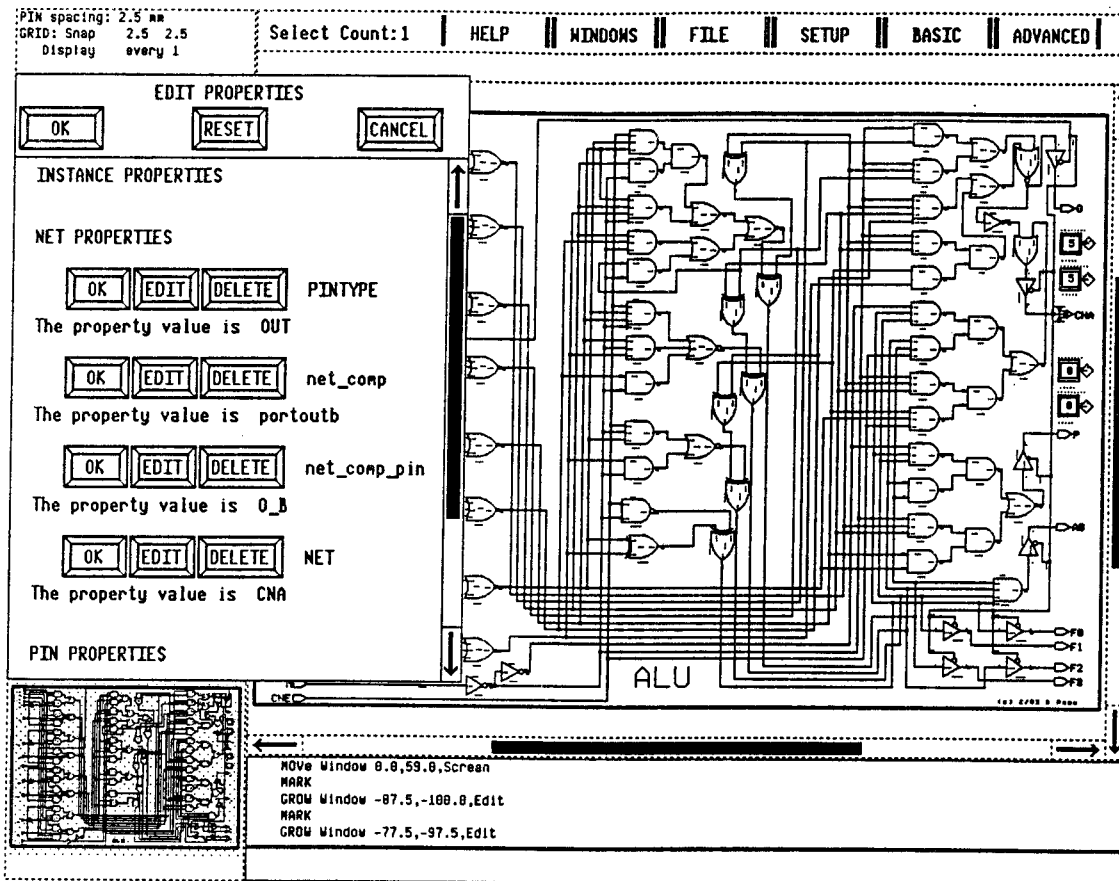 PIN spacing: 2.5 mm
GRID: Snap 2.5 2.5
Display every 1
Select Count:1
HELP
WINDOWS
FILE
SETUP
BASIC
ADVANCED
EDIT PROPERTIES
OK RESET CANCEL
INSTANCE PROPERTIES
NET PROPERTIES
OK EDIT DELETE PINTYPE
The property value is OUT
OK EDIT DELETE net_comp
The property value is portoutb
OK EDIT DELETE net_comp_pin
The property value is O_B
OK EDIT DELETE NET
The property value is CNA
PIN PROPERTIES
O
S
S
CNA
0
0
P
F0
F1
F2
F3
CNE
ALU
MOVe Window 0.0,59.0,Screen
MARK
GROW Window -87.5,-100.0,Edit
MARK
GROW Window -77.5,-97.5,Edit